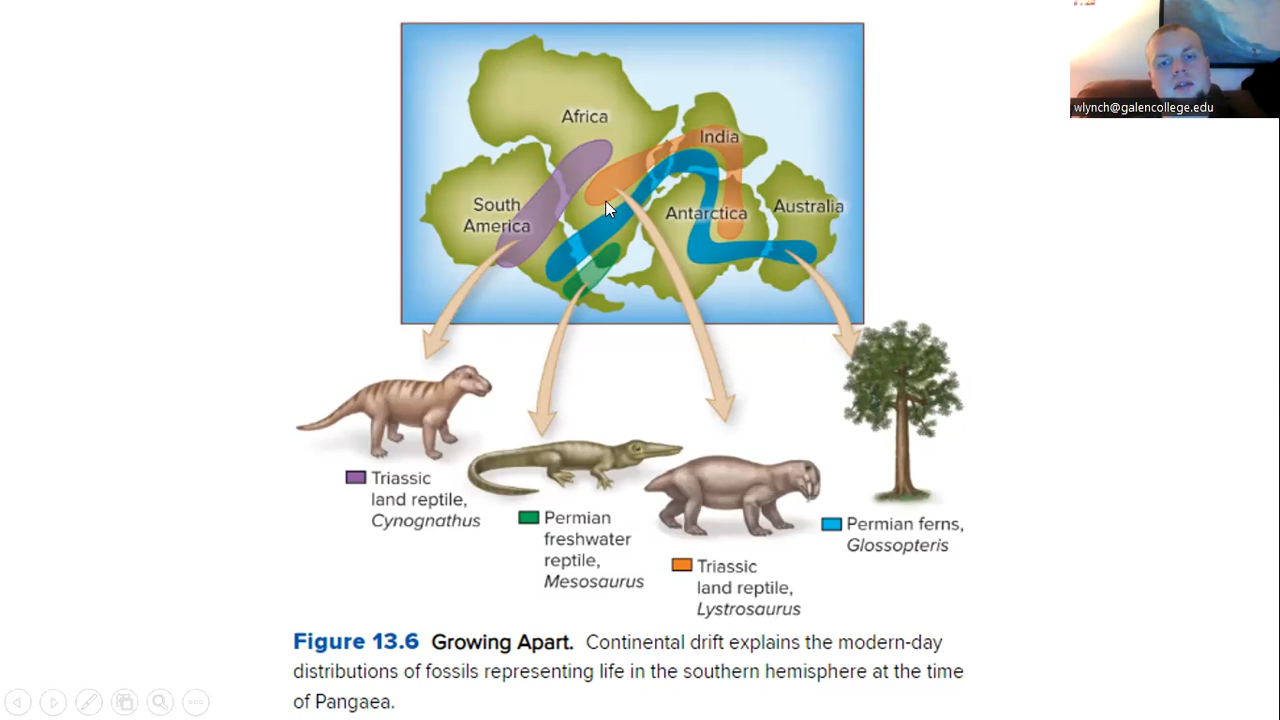 wlynch@galencollege.edu
Africa
India
South
America
Antarctica
Australia
Triassic
land reptile,
Cynognathus
Permian
freshwater
reptile,
Mesosaurus
Triassic
land reptile,
Lystrosaurus
Permian ferns,
Glossopteris
Figure 13.6 Growing Apart. Continental drift explains the modern-day
distributions of fossils representing life in the southern hemisphere at the time
of Pangaea.